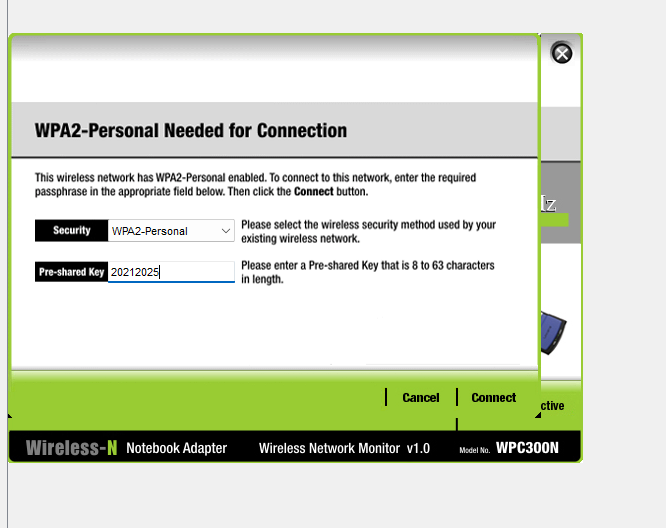 WPA2-Personal Needed for Connection
This wireless network has WPA2-Personal enabled. To connect to this network, enter the required
passphrase in the appropriate field below. Then click the Connect button.
Security
WPA2-Personal
Please select the wireless security method used by your
existing wireless network.
Pre-shared Key
20212025
Please enter a Pre-shared Key that is 8 to 63 characters
in length.
Hz
Cancel
Connect
ctive
Wireless-N Notebook Adapter
Wireless Network Monitor v1.0
Model No. WPC300N